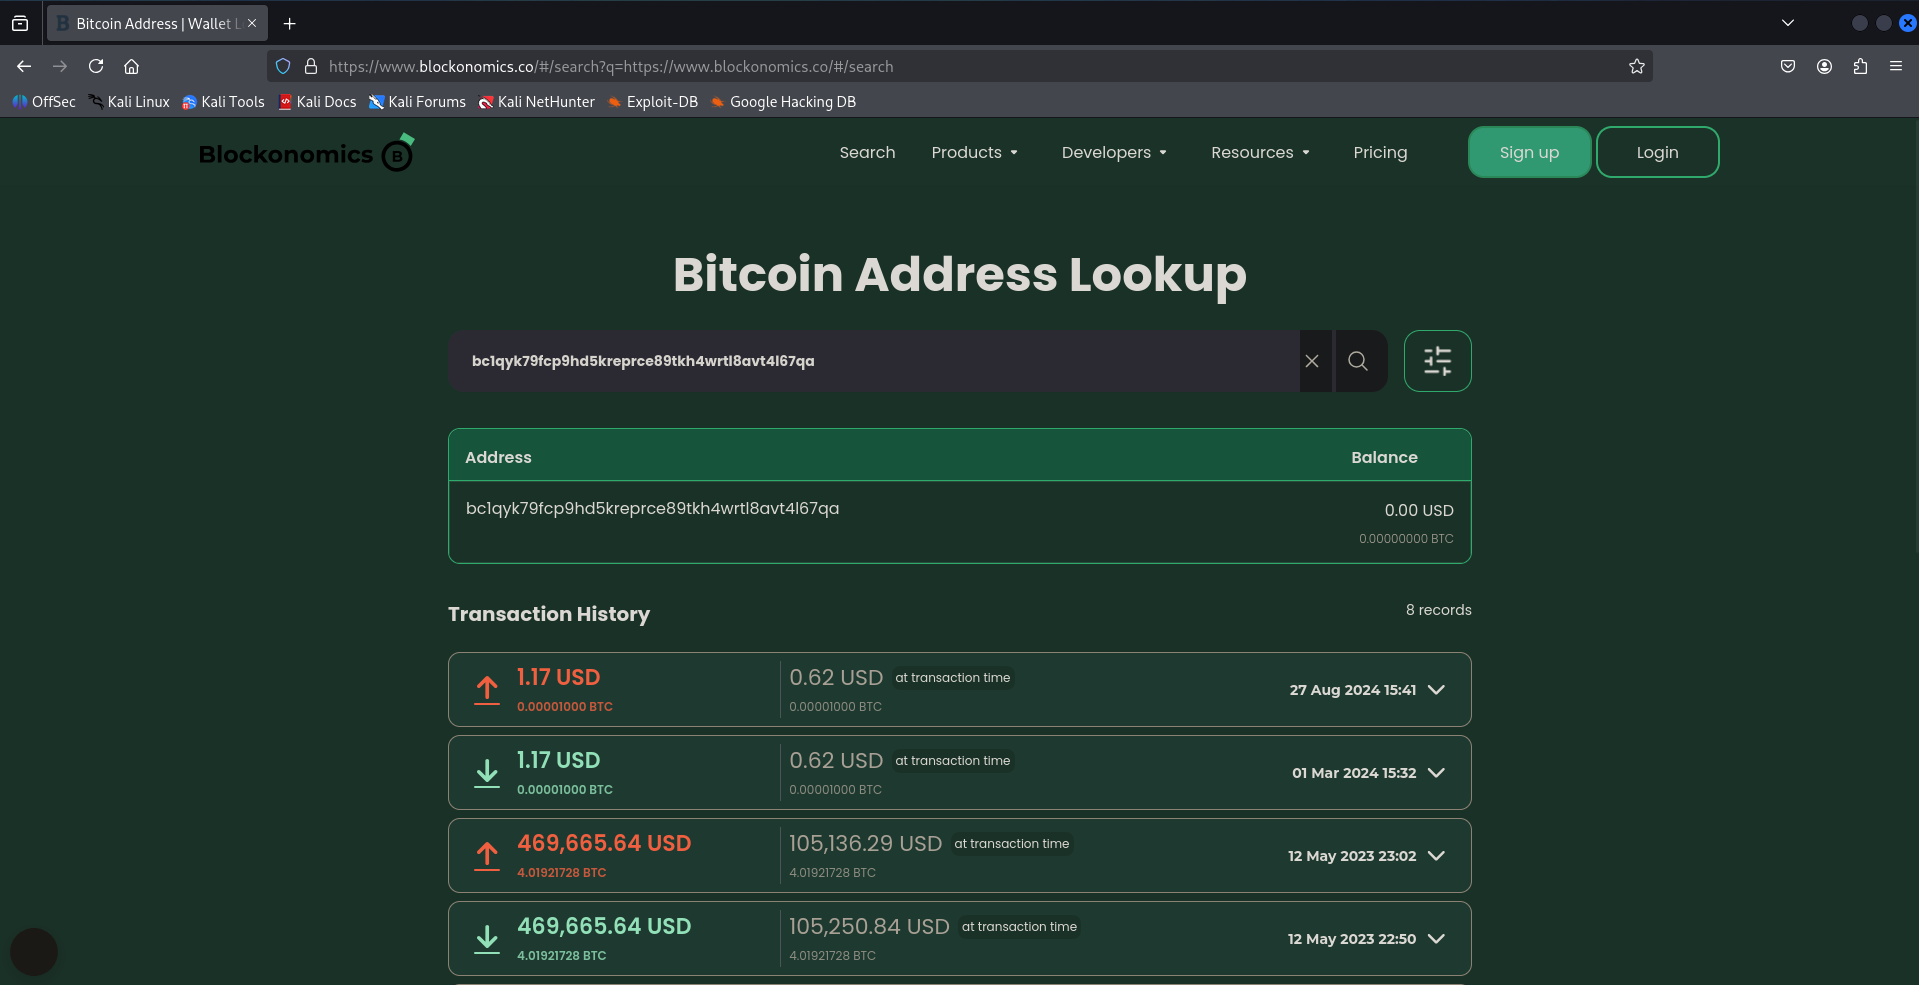 Bitcoin Address | Wallet L
https://www.blockonomics.co/#/search?q=https://www.blockonomics.co/#/search
OffSec Kali Linux Kali Tools Kali Docs Kali Forums Kali NetHunter Exploit-DB Google Hacking DB
Blockonomics B
Search Products Developers Resources Pricing Sign up Login
Bitcoin Address Lookup
bc1qyk79fcp9hd5kreprce89tkh4wrtl8avt4l67qa
Address Balance
bc1qyk79fcp9hd5kreprce89tkh4wrtl8avt4l67qa 0.00 USD
0.00000000 BTC
Transaction History 8 records
1.17 USD 0.62 USD at transaction time 27 Aug 2024 15:41
0.00001000 BTC 0.00001000 BTC
1.17 USD 0.62 USD at transaction time 01 Mar 2024 15:32
0.00001000 BTC 0.00001000 BTC
469,665.64 USD 105,136.29 USD at transaction time 12 May 2023 23:02
4.01921728 BTC 4.01921728 BTC
469,665.64 USD 105,250.84 USD at transaction time 12 May 2023 22:50
4.01921728 BTC 4.01921728 BTC